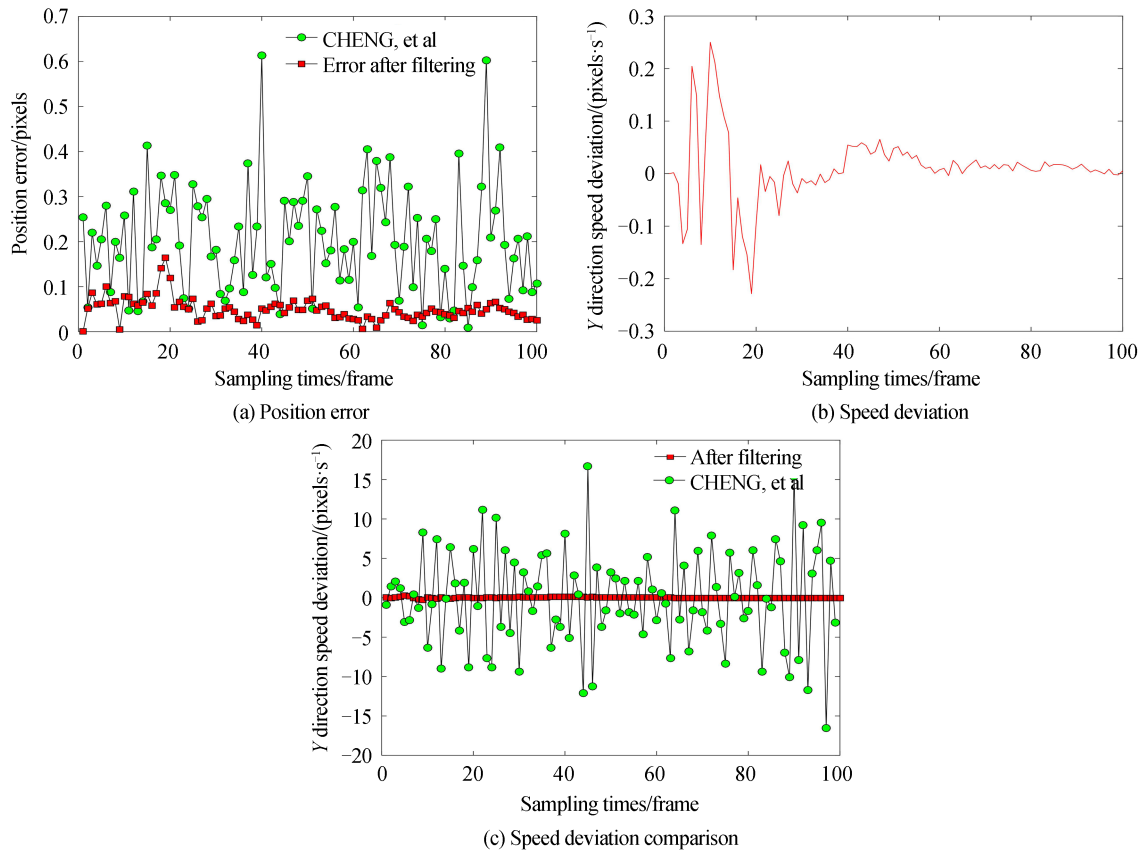 0.7
0.6
0.5
0.4
0.3
0.2
0.1
0
Position error/pixels
CHENG, et al
Error after filtering
0 20 40 60 80 100
Sampling times/frame
(a) Position error
0.3
0.2
0.1
0
−0.1
−0.2
−0.3
Y direction speed deviation/(pixels·s⁻¹)
0 20 40 60 80 100
Sampling times/frame
(b) Speed deviation
20
15
10
5
0
−5
−10
−15
−20
Y direction speed deviation/(pixels·s⁻¹)
After filtering
CHENG, et al
0 20 40 60 80 100
Sampling times/frame
(c) Speed deviation comparison